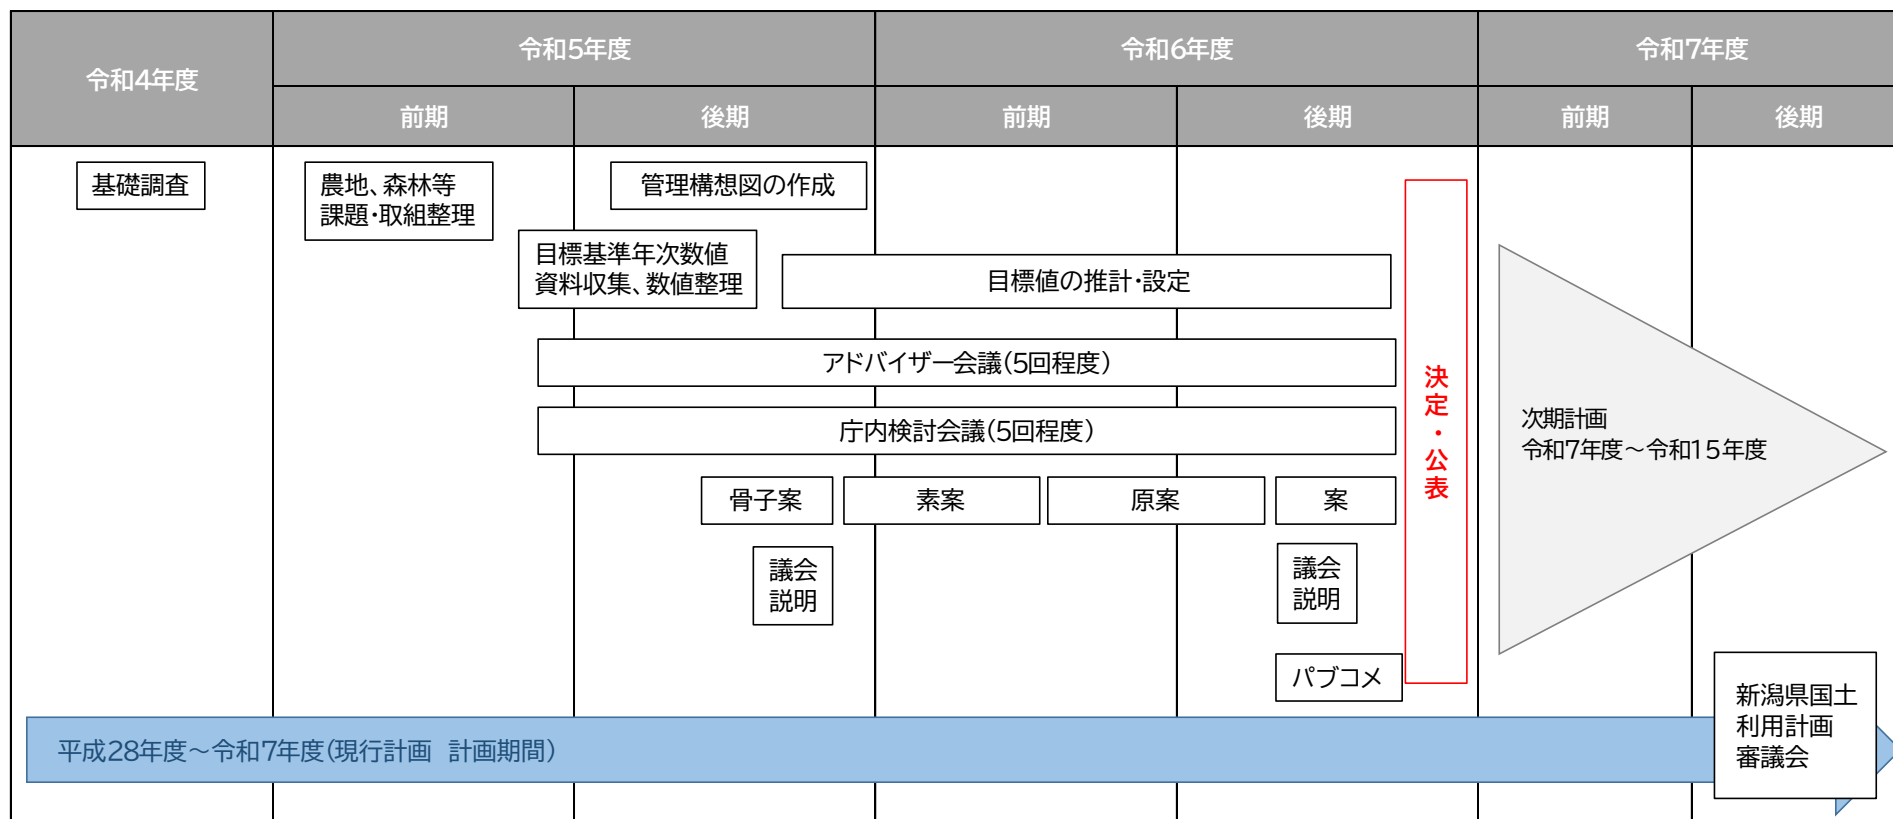 令和4年度
令和5年度
令和6年度
令和7年度
前期
後期
前期
後期
前期
後期
基礎調査
農地、森林等
課題・取組整理
管理構想図の作成
目標基準年次数値
資料収集、数値整理
目標値の推計・設定
アドバイザー会議(5回程度)
庁内検討会議(5回程度)
骨子案
素案
原案
案
議会
説明
議会
説明
パブコメ
決定・公表
次期計画
令和7年度～令和15年度
新潟県国土
利用計画
審議会
平成28年度～令和7年度(現行計画　計画期間)